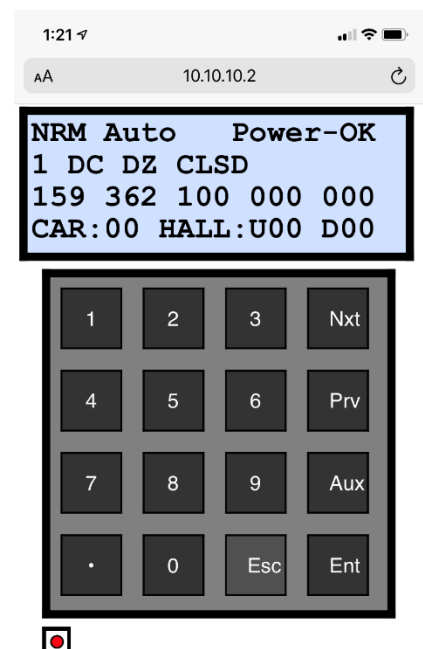 1:21
AA 10.10.10.2
NRM Auto Power-OK
1 DC DZ CLSD
159 362 100 000 000
CAR:00 HALL:U00 D00
1 2 3 Nxt
4 5 6 Prv
7 8 9 Aux
· 0 Esc Ent